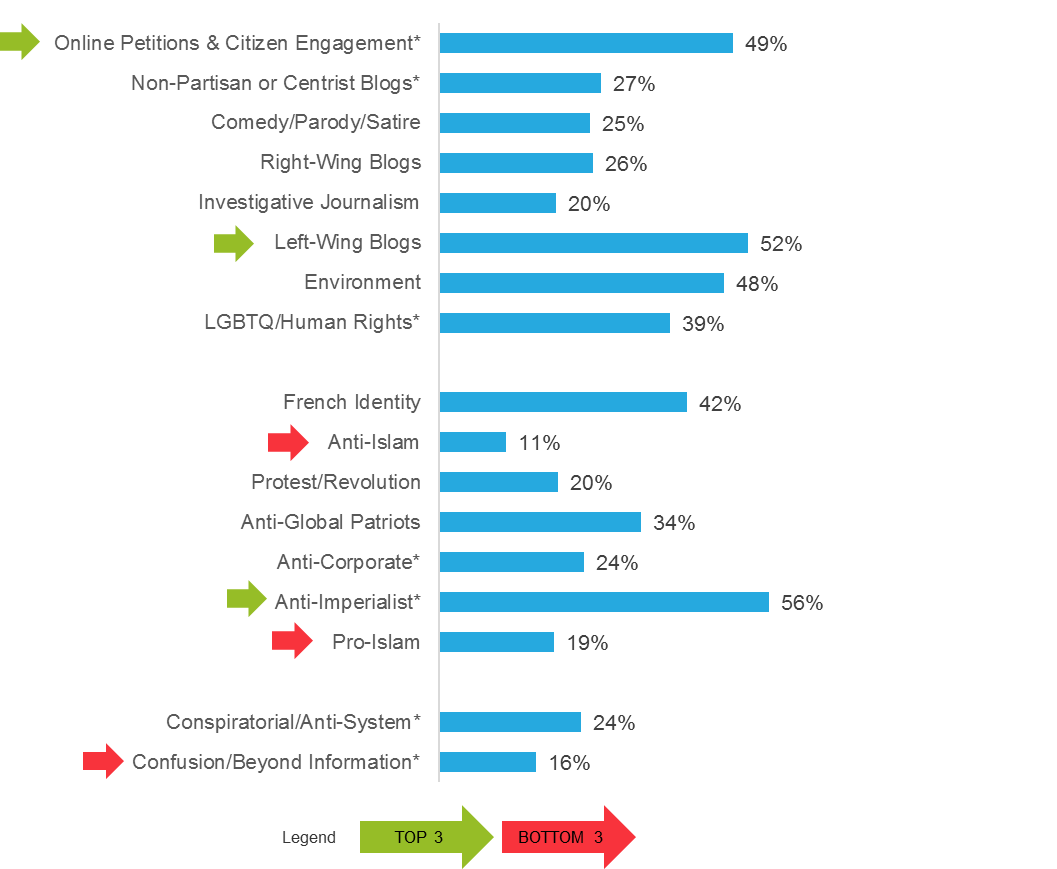 Online Petitions & Citizen Engagement* 49%
Non-Partisan or Centrist Blogs* 27%
Comedy/Parody/Satire 25%
Right-Wing Blogs 26%
Investigative Journalism 20%
Left-Wing Blogs 52%
Environment 48%
LGBTQ/Human Rights* 39%
French Identity 42%
Anti-Islam 11%
Protest/Revolution 20%
Anti-Global Patriots 34%
Anti-Corporate* 24%
Anti-Imperialist* 56%
Pro-Islam 19%
Conspiratorial/Anti-System* 24%
Confusion/Beyond Information* 16%
Legend TOP 3 BOTTOM 3